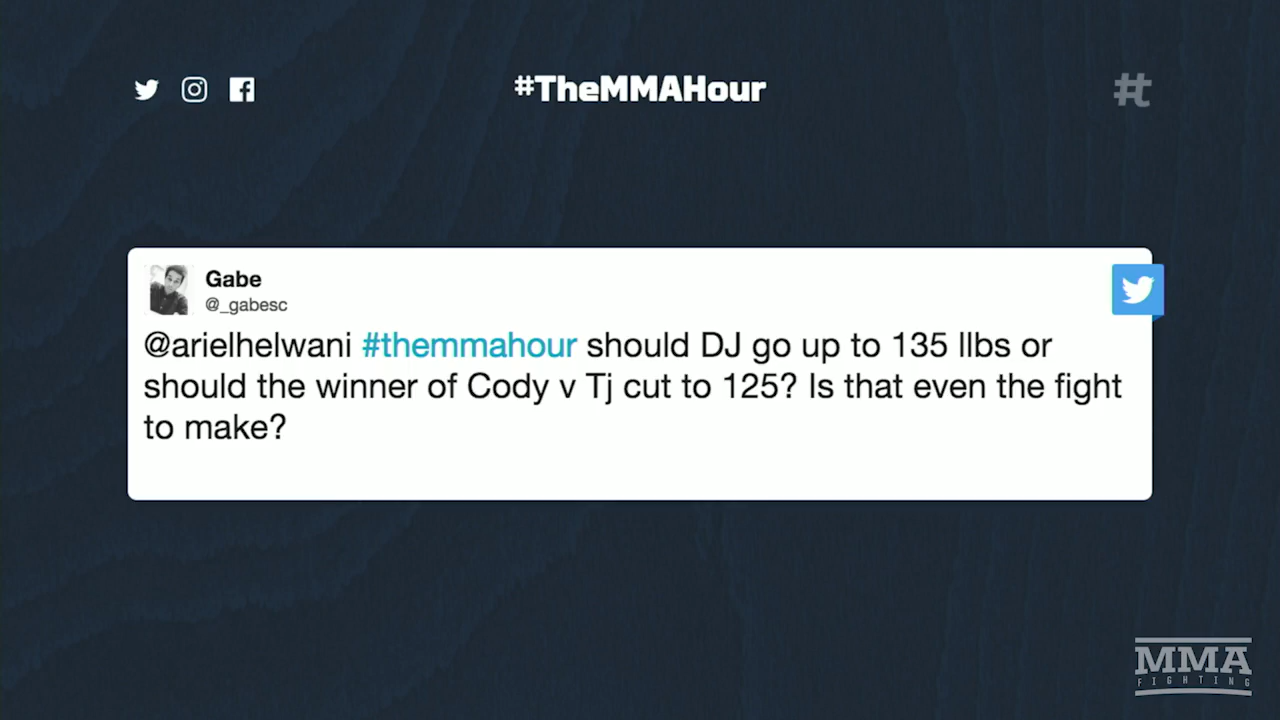 #TheMMAHour
Gabe
@_gabesc
@arielhelwani #themmahour should DJ go up to 135 llbs or
should the winner of Cody v Tj cut to 125? Is that even the fight
to make?
MMA
FIGHTING